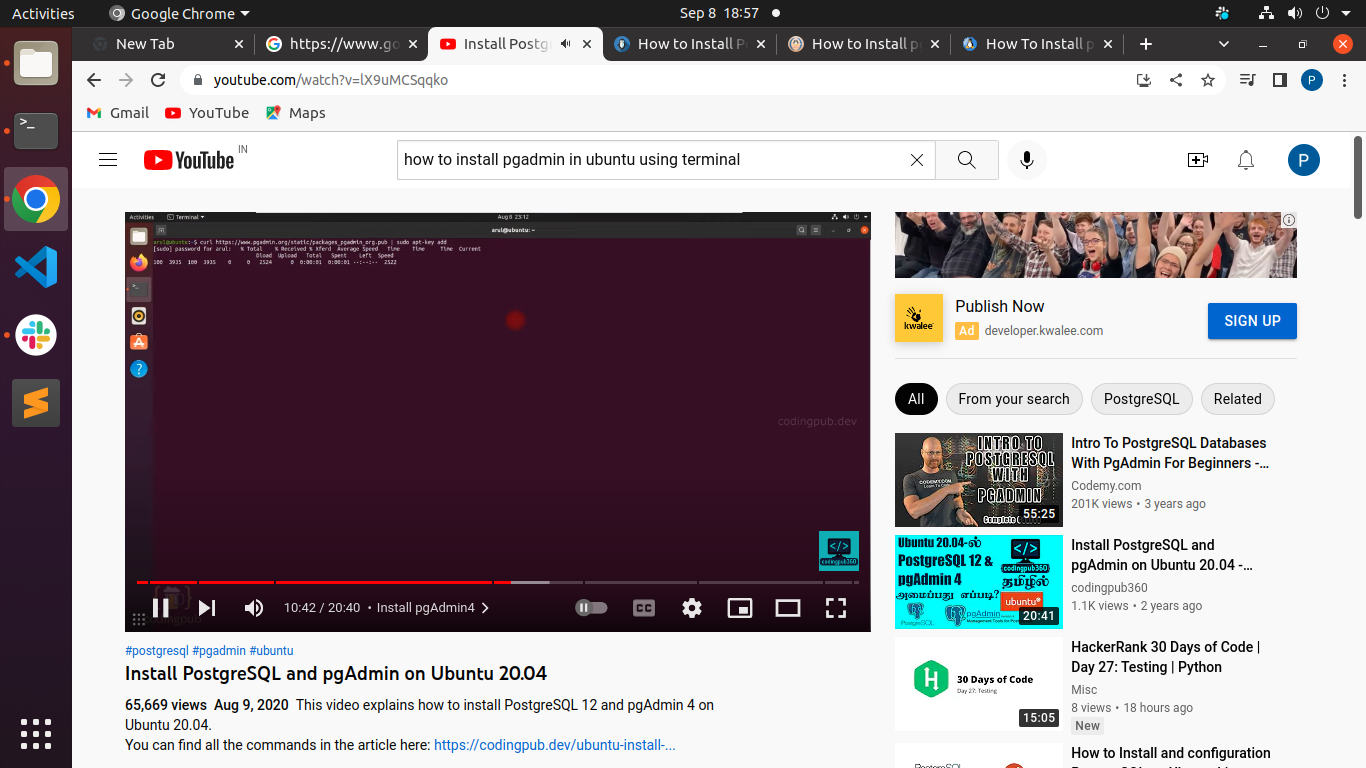 Activities
Google Chrome
Sep 8 18:57
New Tab
https://www.go
Install Postgr
How to Install P
How to Install p
How To Install p
youtube.com/watch?v=lX9uMCSqqko
P
Gmail
YouTube
Maps
YouTube IN
how to install pgadmin in ubuntu using terminal
P
Activities
Terminal
Aug 6 23:12
arul@ubuntu: ~
arul@ubuntu:~$ curl https://www.pgadmin.org/static/packages_pgadmin_org.pub | sudo apt-key add
[sudo] password for arul: % Total % Received % Xferd Average Speed Time Time Time Current
Dload Upload Total Spent Left Speed
100 3935 100 3935 0 0 2524 0 0:00:01 0:00:01 --:--:-- 2522
codingpub.dev
codingpub360
10:42 / 20:40 • Install pgAdmin4
CC
#postgresql #pgadmin #ubuntu
Install PostgreSQL and pgAdmin on Ubuntu 20.04
65,669 views Aug 9, 2020 This video explains how to install PostgreSQL 12 and pgAdmin 4 on
Ubuntu 20.04.
You can find all the commands in the article here: https://codingpub.dev/ubuntu-install-...
kwalee
Publish Now
Ad developer.kwalee.com
SIGN UP
All
From your search
PostgreSQL
Related
INTRO TO
POSTGRESQL
WITH
PGADMIN
CODEMY.COM
55:25
Intro To PostgreSQL Databases
With PgAdmin For Beginners -...
Codemy.com
201K views • 3 years ago
Ubuntu 20.04-ல்
PostgreSQL 12 &
pgAdmin 4
அமைப்பது எப்படி?
codingpub360
தமிழில்
ubuntu
PostgreSQL
pgAdmin
20:41
Install PostgreSQL and
pgAdmin on Ubuntu 20.04 -...
codingpub360
1.1K views • 2 years ago
30 Days of Code
Day 27: Testing
15:05
HackerRank 30 Days of Code |
Day 27: Testing | Python
Misc
8 views • 18 hours ago
New
How to Install and configuration